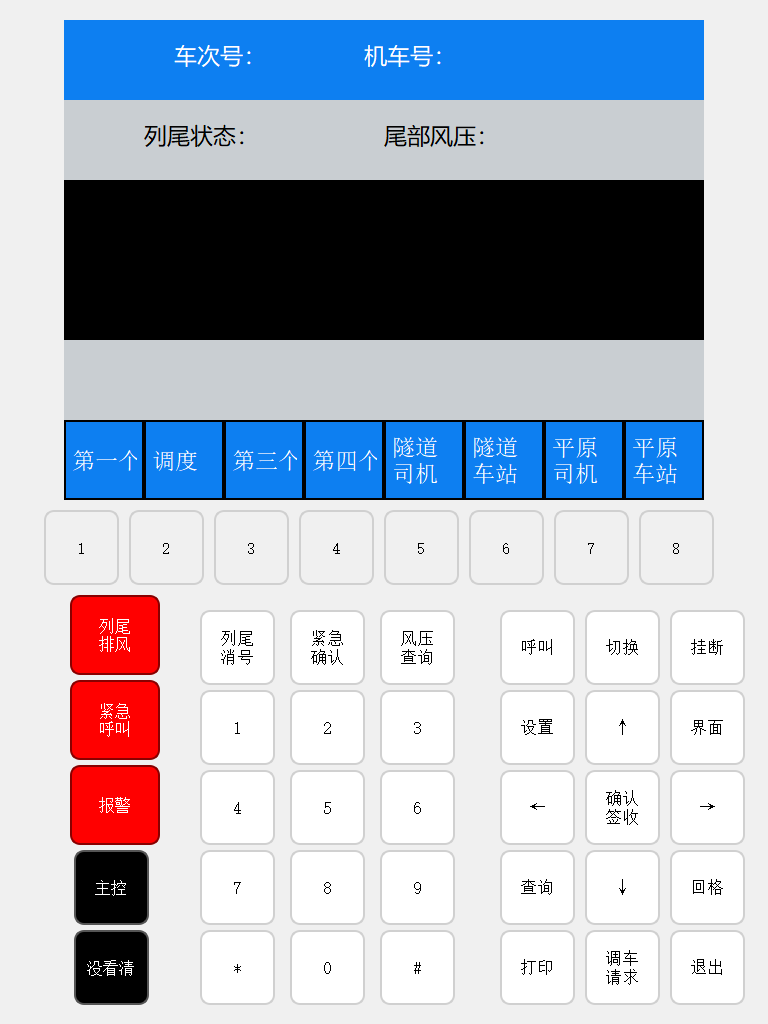 车次号： 机车号：
列尾状态： 尾部风压：
第一个 调度 第三个 第四个 隧道 隧道 平原 平原
司机 车站 司机 车站
1 2 3 4 5 6 7 8
列尾 列尾 紧急 风压 呼叫 切换 挂断
排风 消号 确认 查询
紧急 1 2 3 设置 ↑ 界面
呼叫
报警 4 5 6 ← 确认 →
签收
主控 7 8 9 查询 ↓ 回格
没看清 * 0 # 打印 调车 退出
请求